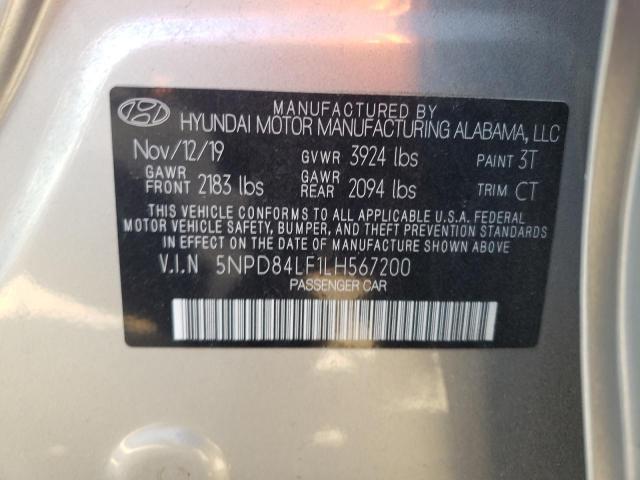 MANUFACTURED BY
HYUNDAI MOTOR MANUFACTURING ALABAMA, LLC
Nov/12/19 GVWR 3924 lbs PAINT 3T
GAWR FRONT 2183 lbs GAWR REAR 2094 lbs TRIM CT
THIS VEHICLE CONFORMS TO ALL APPLICABLE U.S.A. FEDERAL
MOTOR VEHICLE SAFETY, BUMPER, AND THEFT PREVENTION STANDARDS
IN EFFECT ON THE DATE OF MANUFACTURE SHOWN ABOVE.
V.I.N 5NPD84LF1LH567200
PASSENGER CAR